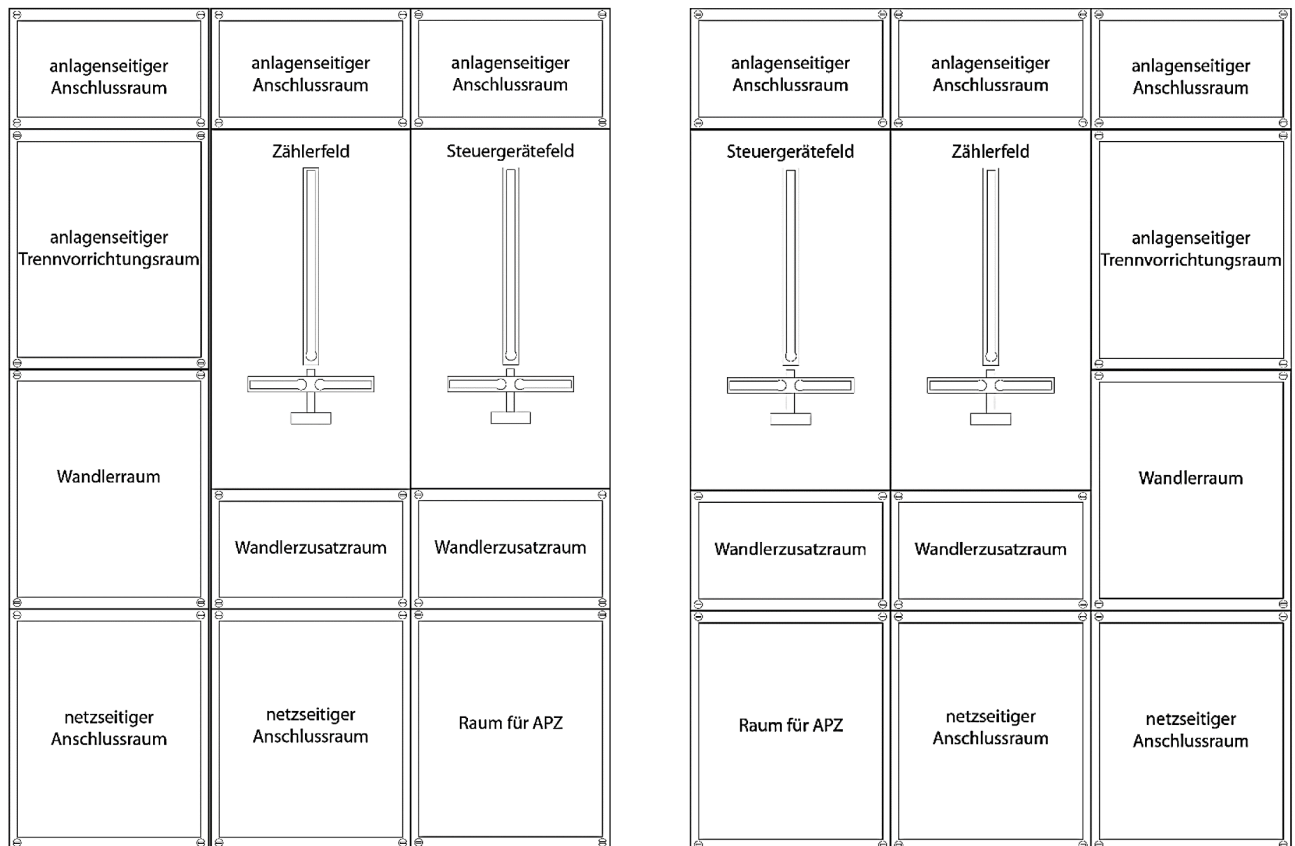 anlagenseitiger
Anschlussraum
anlagenseitiger
Anschlussraum
anlagenseitiger
Anschlussraum
Zählerfeld
Steuergerätefeld
anlagenseitiger
Trennvorrichtungsraum
Wandlerraum
Wandlerzusatzraum
Wandlerzusatzraum
netzseitiger
Anschlussraum
netzseitiger
Anschlussraum
Raum für APZ
anlagenseitiger
Anschlussraum
anlagenseitiger
Anschlussraum
anlagenseitiger
Anschlussraum
Steuergerätefeld
Zählerfeld
anlagenseitiger
Trennvorrichtungsraum
Wandlerraum
Wandlerzusatzraum
Wandlerzusatzraum
Raum für APZ
netzseitiger
Anschlussraum
netzseitiger
Anschlussraum